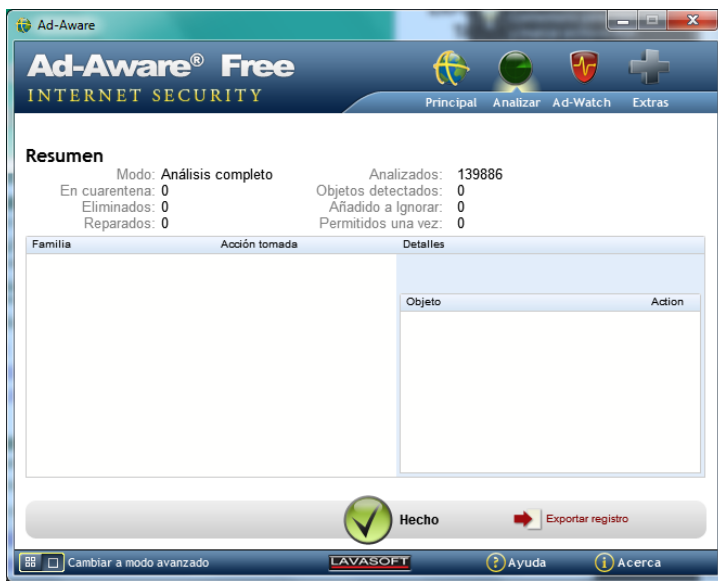 Ad-Aware
Ad-Aware® Free
INTERNET SECURITY
Principal Analizar Ad-Watch Extras
Resumen
Modo: Análisis completo Analizados: 139886
En cuarentena: 0 Objetos detectados: 0
Eliminados: 0 Añadido a Ignorar: 0
Reparados: 0 Permitidos una vez: 0
Familia Acción tomada Detalles
Objeto Action
Hecho Exportar registro
Cambiar a modo avanzado LAVASOFT ? Ayuda i Acerca